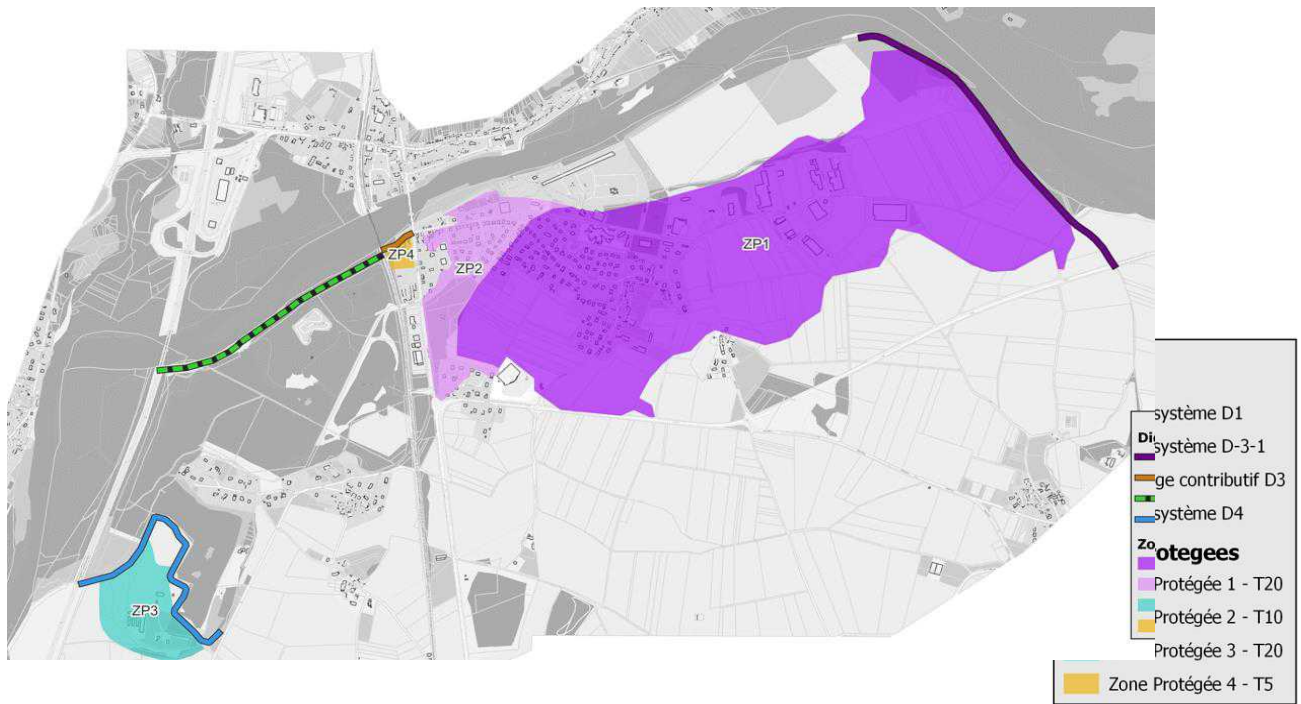 ZP1
ZP2
ZP4
ZP3
système D1
système D-3-1
ge contributif D3
système D4
Zo
otegees
Protégée 1 - T20
Protégée 2 - T10
Protégée 3 - T20
Zone Protégée 4 - T5